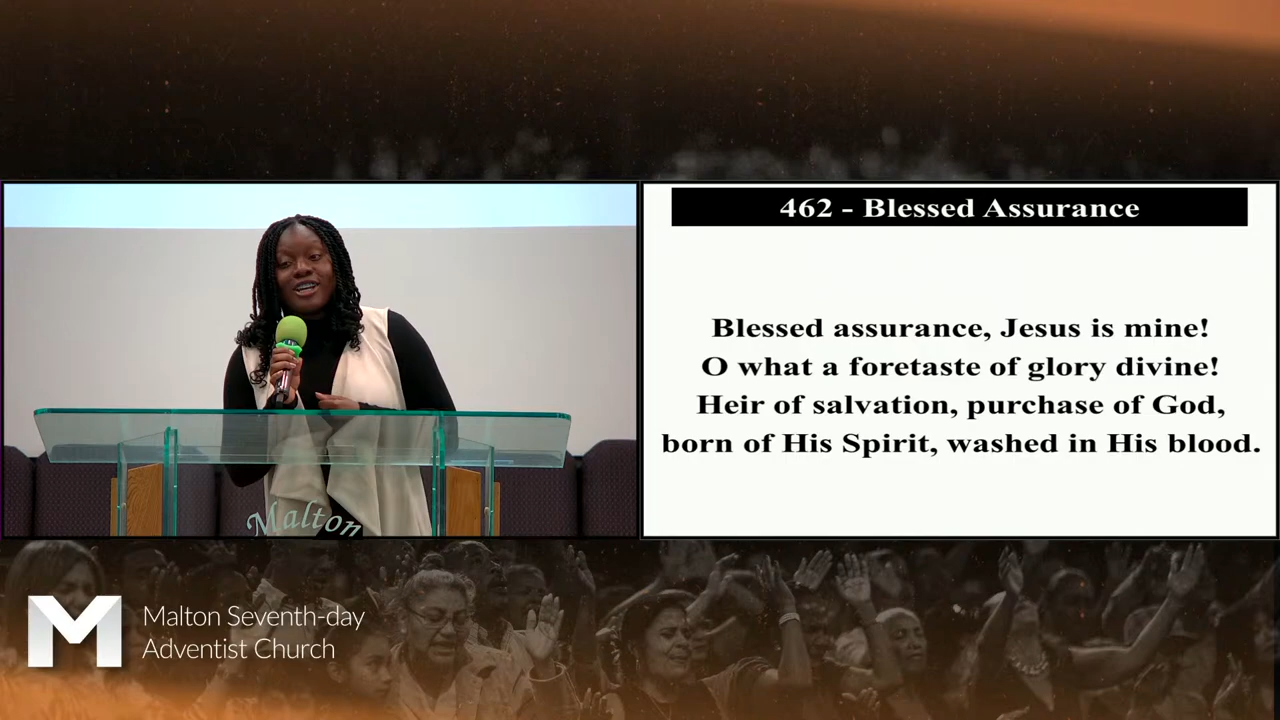 462 - Blessed Assurance
Blessed assurance, Jesus is mine!
O what a foretaste of glory divine!
Heir of salvation, purchase of God,
born of His Spirit, washed in His blood.
Malton
M
Malton Seventh-day
Adventist Church